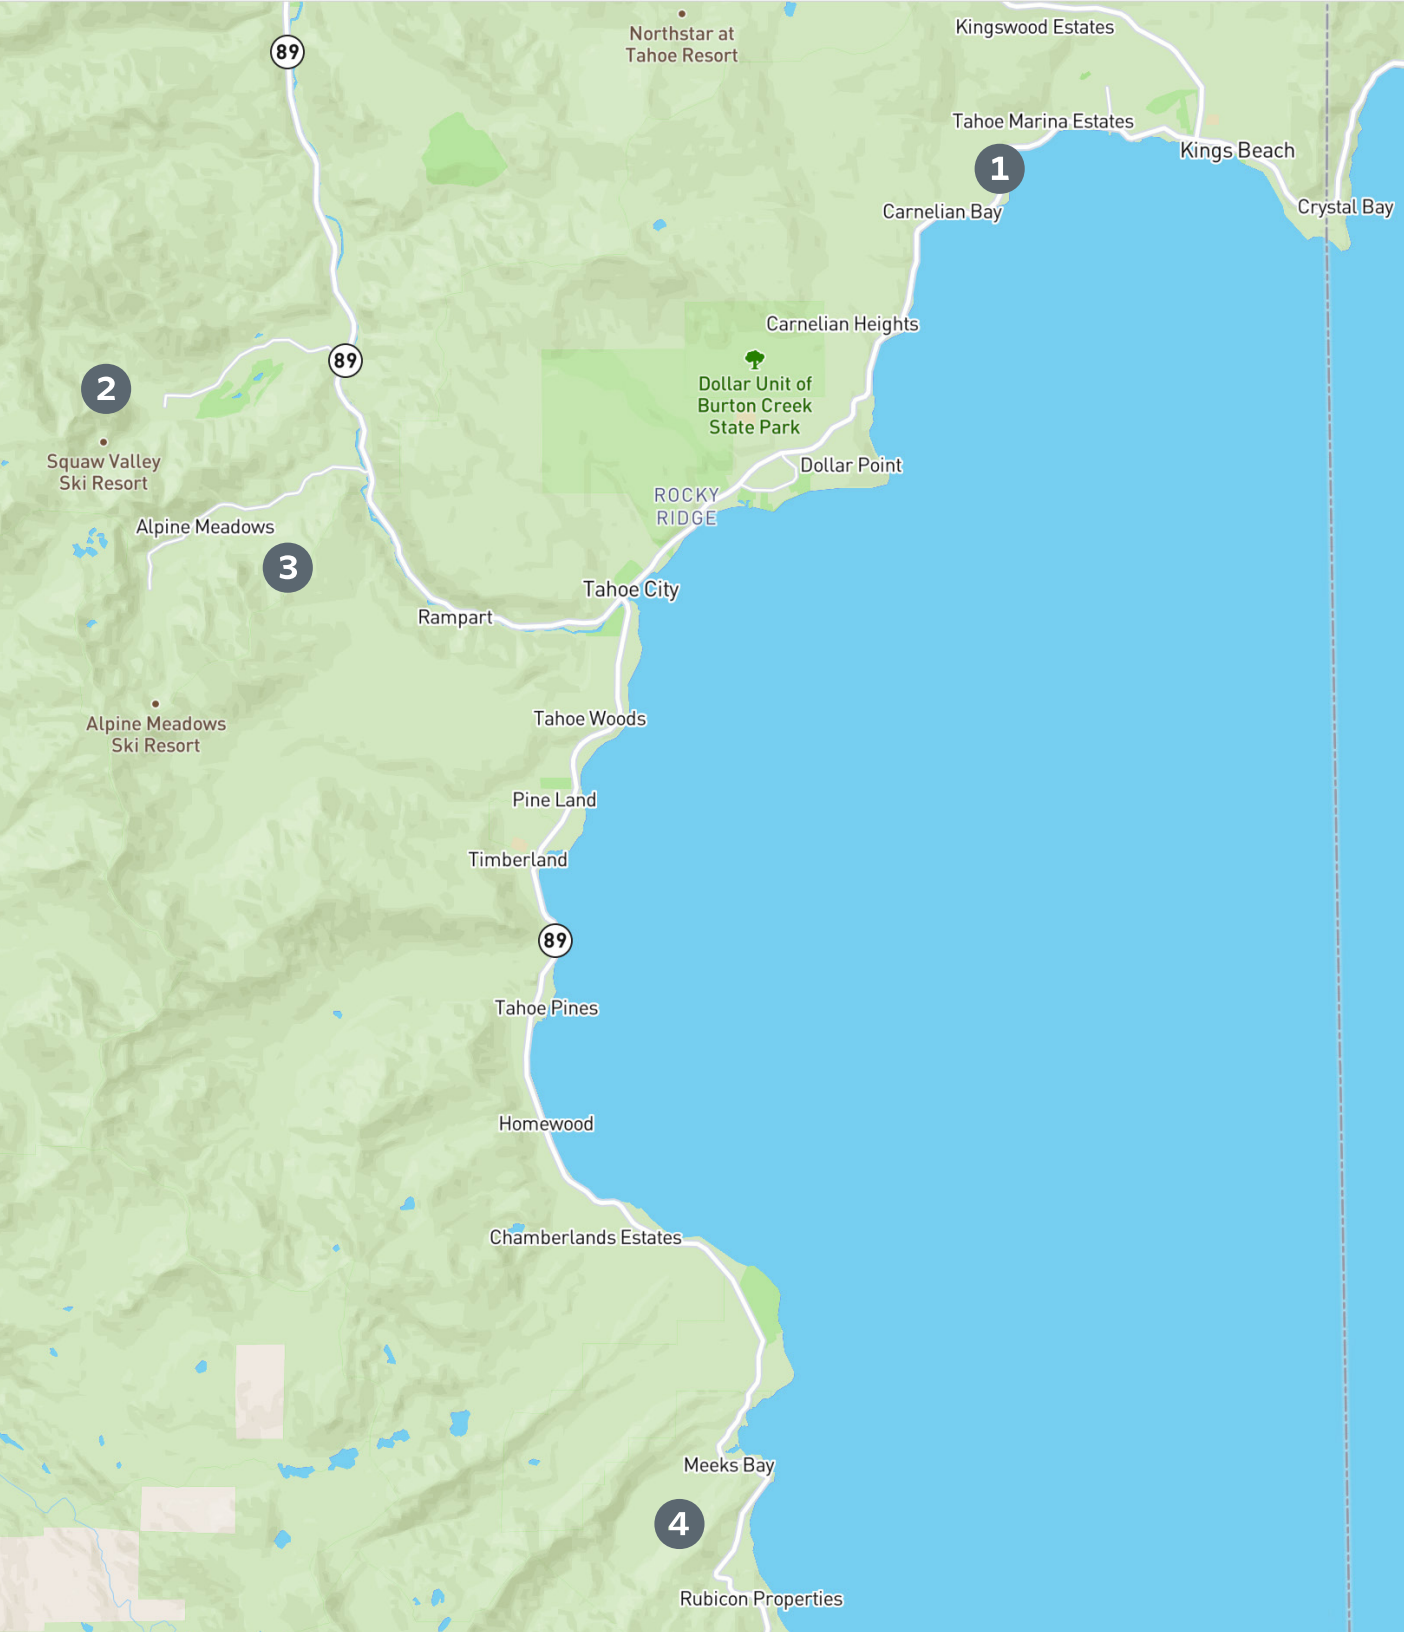 Kingswood Estates
Northstar at
Tahoe Resort
89
Tahoe Marina Estates
Kings Beach
1
Crystal Bay
Carnelian Bay
Carnelian Heights
89
2
Dollar Unit of
Burton Creek
State Park
Squaw Valley
Ski Resort
Dollar Point
ROCKY
RIDGE
Alpine Meadows
3
Tahoe City
Rampart
Alpine Meadows
Ski Resort
Tahoe Woods
Pine Land
Timberland
89
Tahoe Pines
Homewood
Chamberlands Estates
Meeks Bay
4
Rubicon Properties